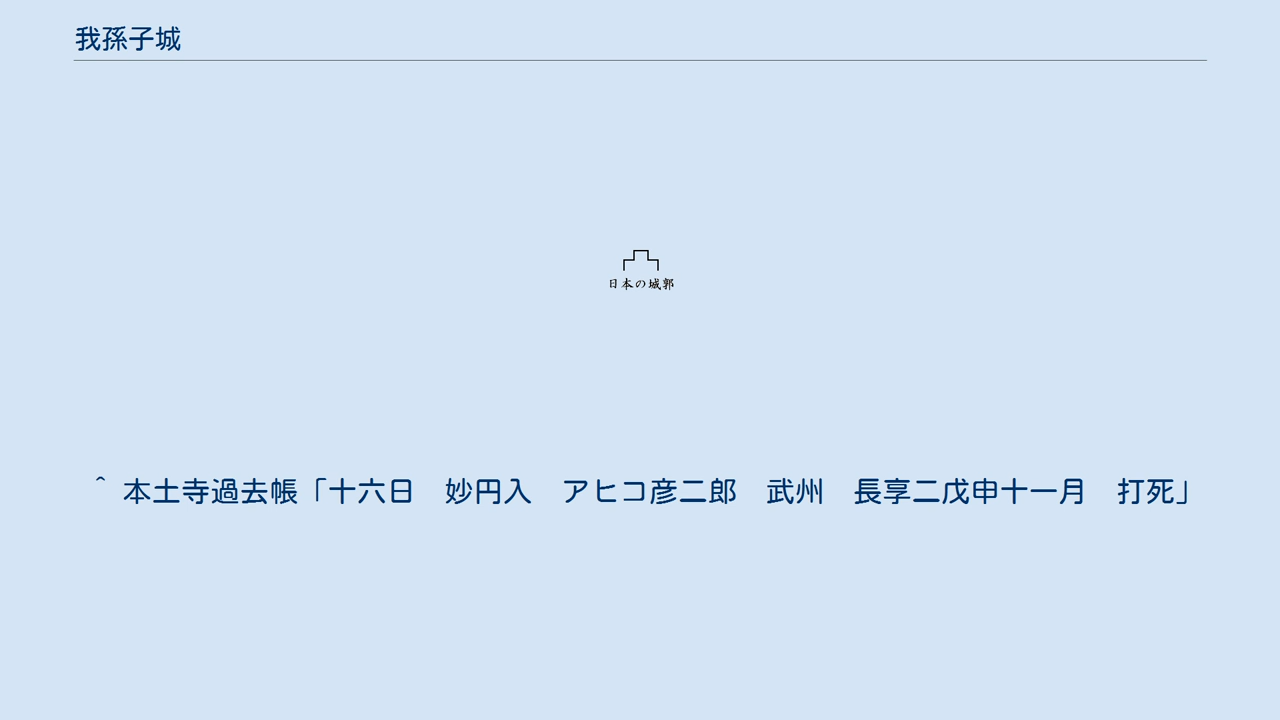 我孫子城
日本の城郭
^ 本土寺過去帳「十六日　妙円入　アヒコ彦二郎　武州　長享二戊申十一月　打死」